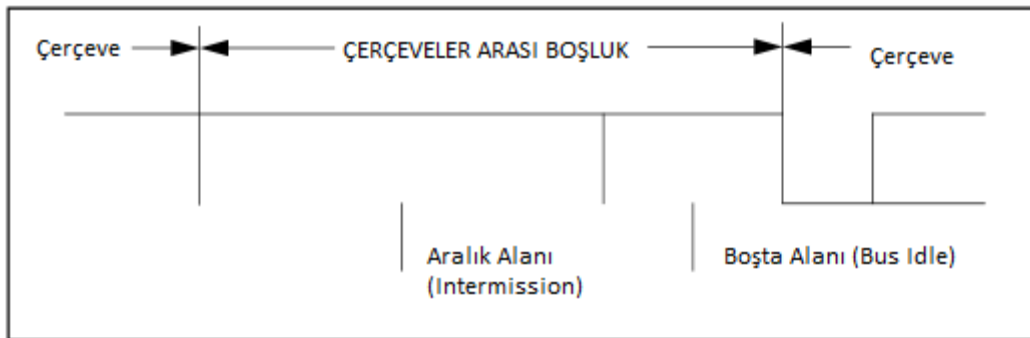 Çerçeve
ÇERÇEVELER ARASI BOŞLUK
Çerçeve
Aralık Alanı
(Intermission)
Boşta Alanı (Bus Idle)